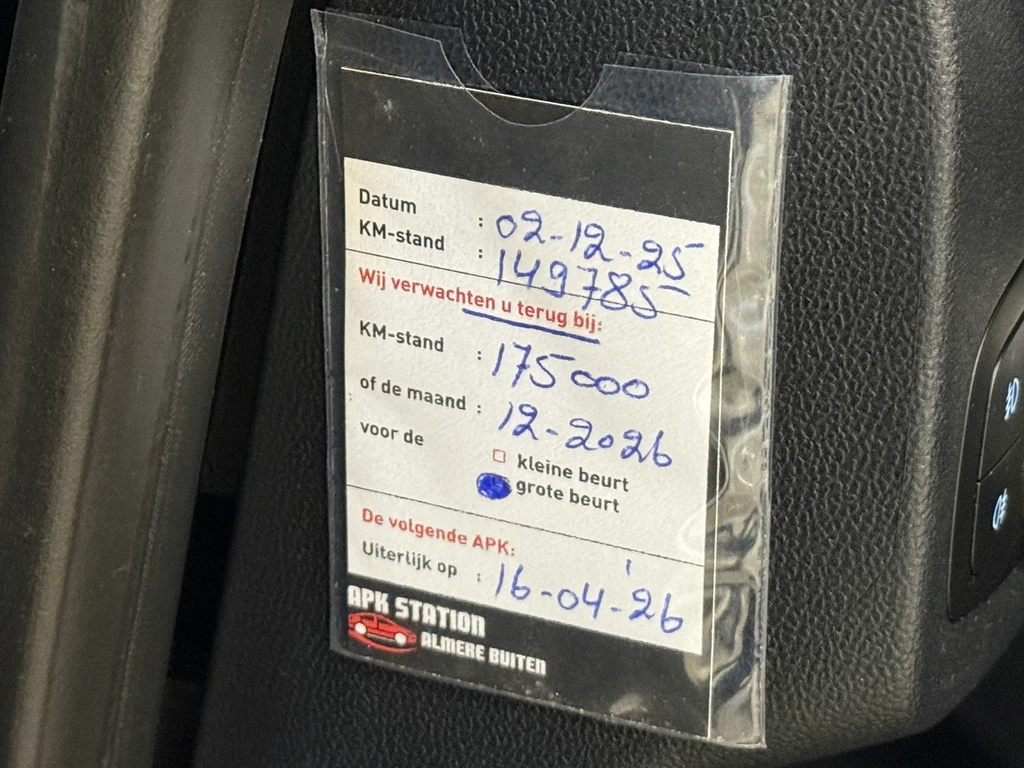 Datum : 02-12-25
KM-stand : 149785
Wij verwachten u terug bij:
KM-stand : 175000
of de maand : 12-2026
voor de
kleine beurt
grote beurt
De volgende APK:
Uiterlijk op : 16-04-26
APK STATION
ALMERE BUITEN